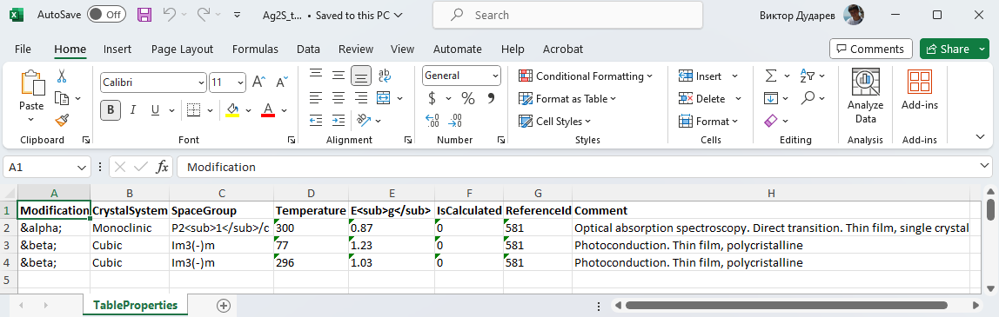 AutoSave Off Ag2S_t... • Saved to this PC Search Виктор Дударев
File Home Insert Page Layout Formulas Data Review View Automate Help Acrobat Comments Share
Paste Calibri 11 A A ab c General Conditional Formatting Insert Analyze Data Add-ins
B I U A $ % , Format as Table Delete
Cell Styles Format
Clipboard Font Alignment Number Styles Cells Editing Analysis Add-ins
A1 fx Modification
A B C D E F G H
1 Modification CrystalSystem SpaceGroup Temperature E<sub>g</sub> IsCalculated ReferenceId Comment
2 &alpha; Monoclinic P2<sub>1</sub>/c 300 0.87 0 581 Optical absorption spectroscopy. Direct transition. Thin film, single crystal
3 &beta; Cubic Im3(-)m 77 1.23 0 581 Photoconduction. Thin film, polycristalline
4 &beta; Cubic Im3(-)m 296 1.03 0 581 Photoconduction. Thin film, polycristalline
5
TableProperties